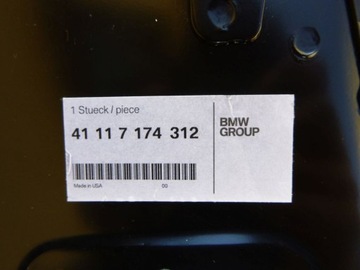 1 Stueck / piece
41 11 7 174 312
BMW
GROUP
Made in USA
00